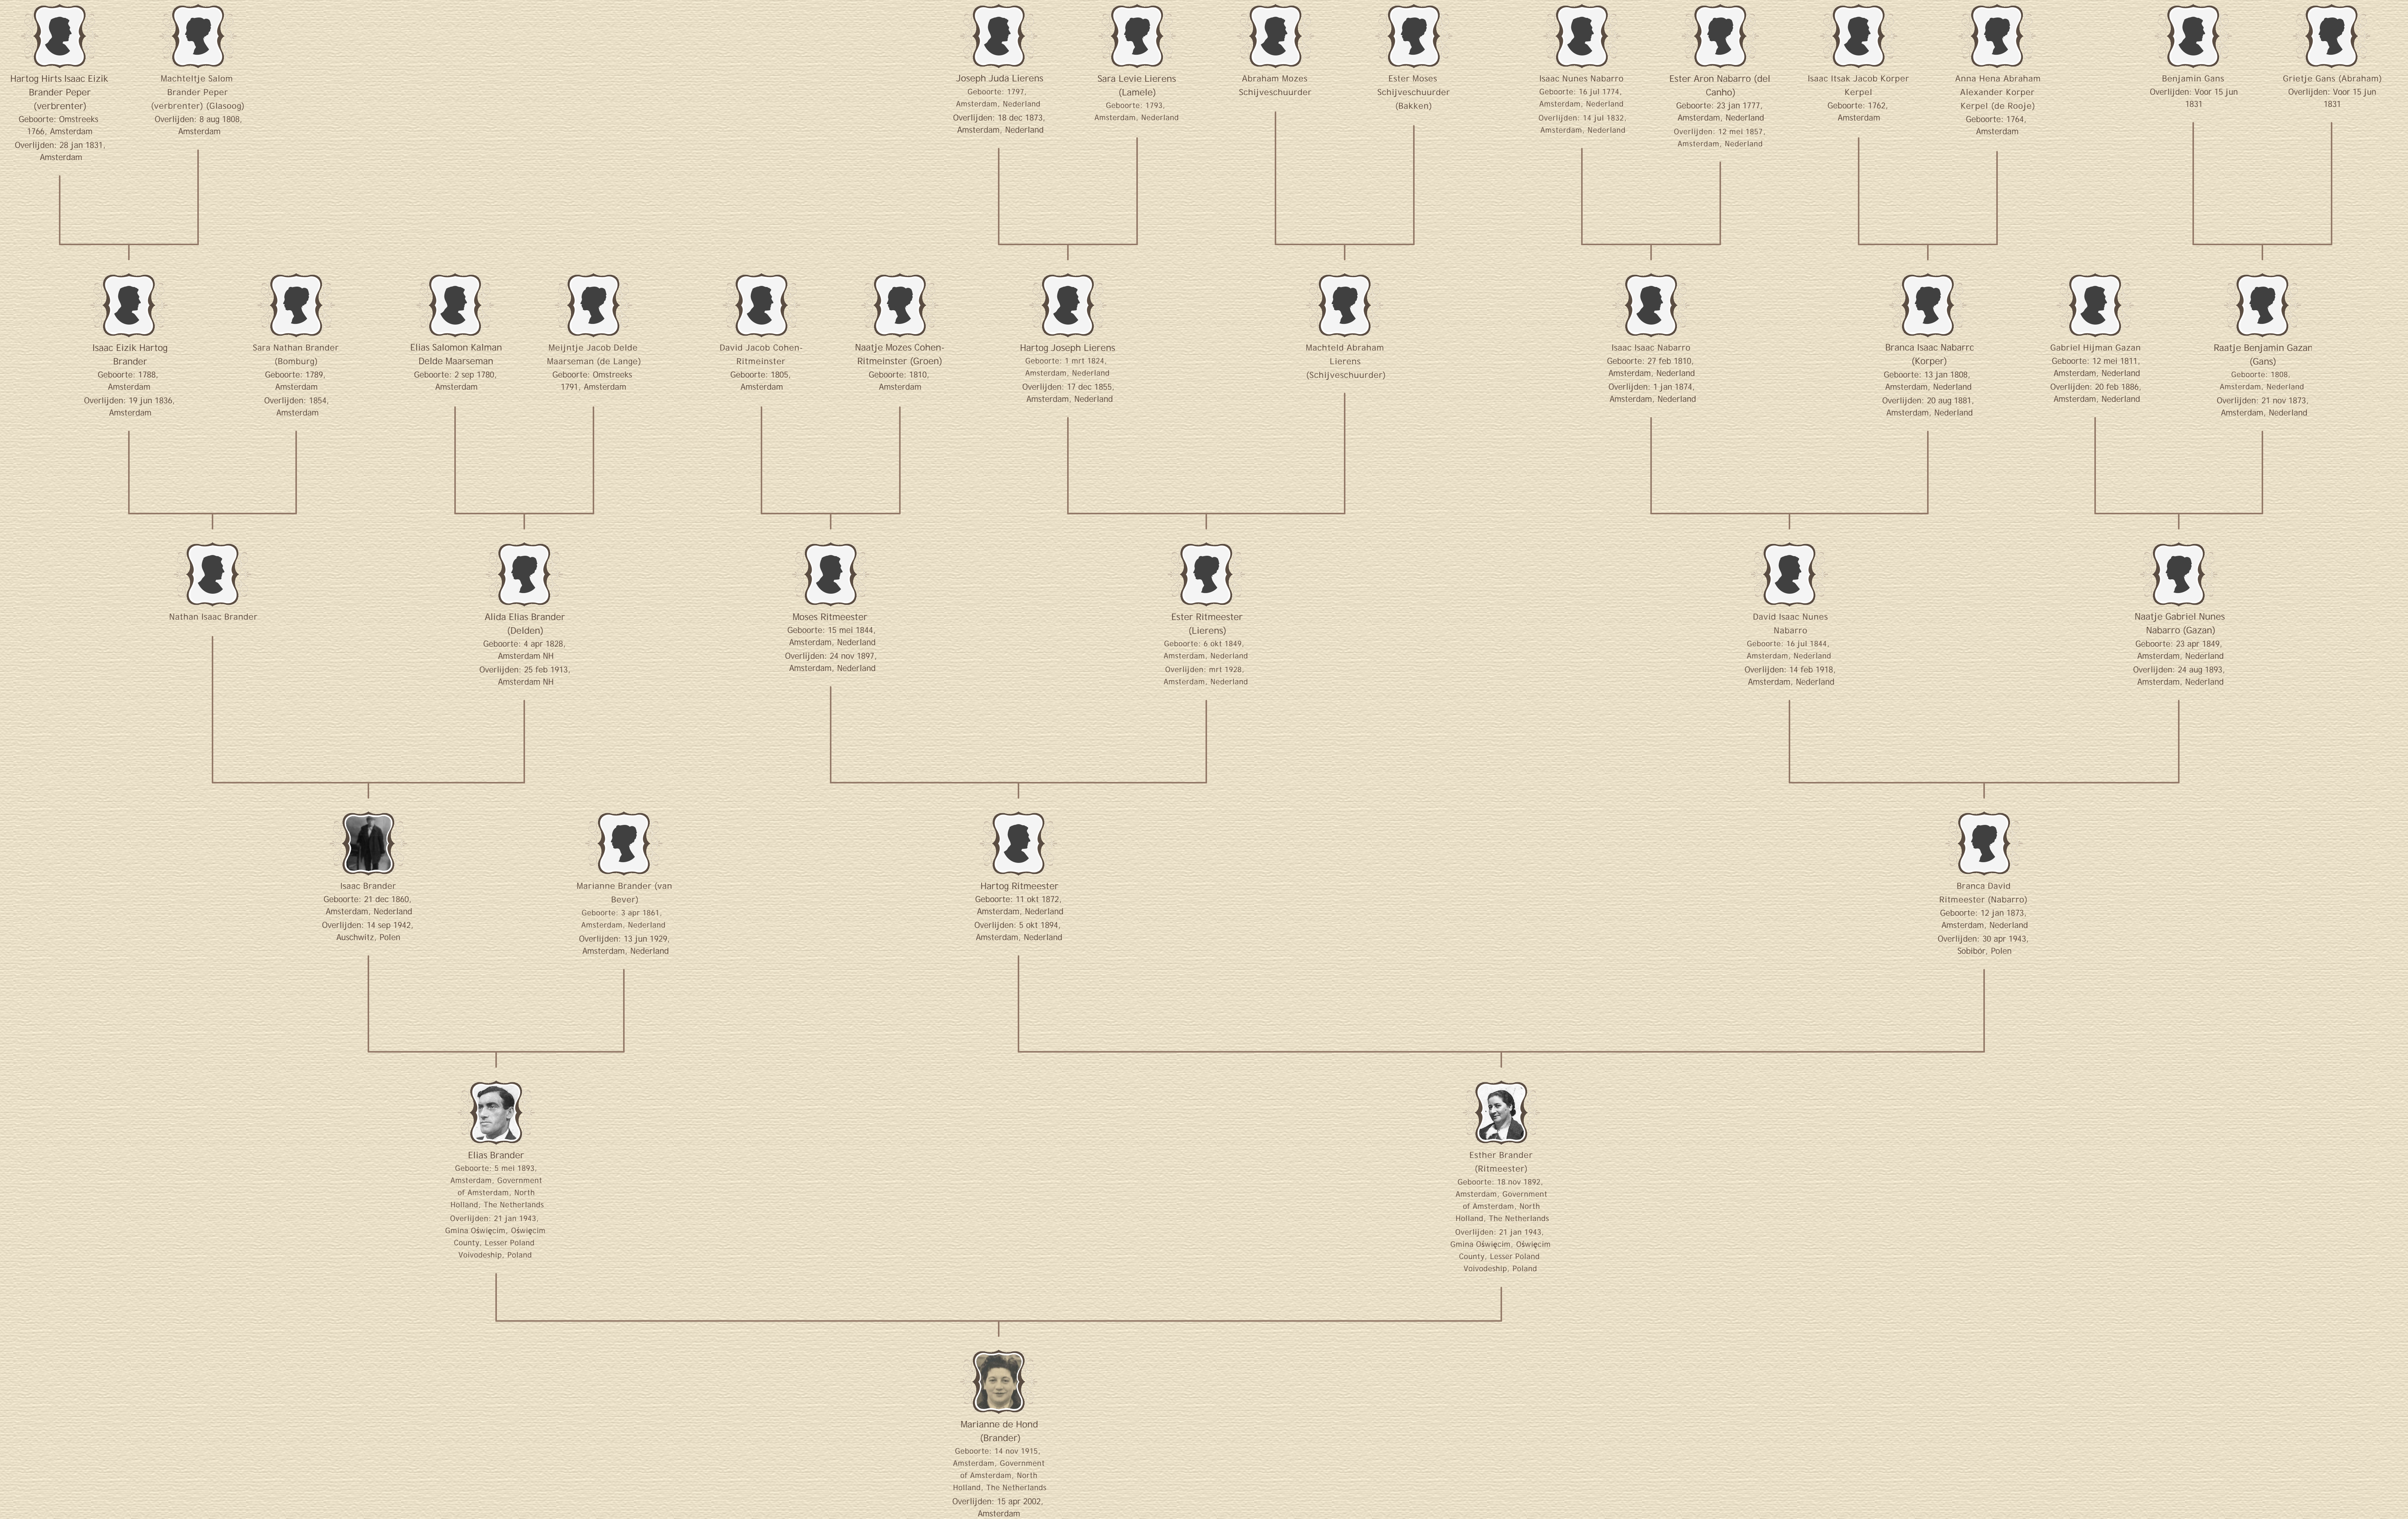 Hartog Hirts Isaac Eizik
Brander Peper
(verbrenter)
Geboorte: Omstreeks
1766, Amsterdam
Overlijden: 28 jan 1831,
Amsterdam
Machteltje Salom
Brander Peper
(verbrenter) (Glasoog)
Overlijden: 8 aug 1808,
Amsterdam
Joseph Juda Lierens
Geboorte: 1797,
Amsterdam, Nederland
Overlijden: 18 dec 1873,
Amsterdam, Nederland
Sara Levie Lierens
(Lamele)
Geboorte: 1793,
Amsterdam, Nederland
Abraham Mozes
Schijveschuurder
Ester Moses
Schijveschuurder
(Bakken)
Isaac Nunes Nabarro
Geboorte: 16 jul 1774,
Amsterdam, Nederland
Overlijden: 14 jul 1832,
Amsterdam, Nederland
Ester Aron Nabarro (del
Canho)
Geboorte: 23 jan 1777,
Amsterdam, Nederland
Overlijden: 12 mei 1857,
Amsterdam, Nederland
Isaac Itsak Jacob Korper
Kerpel
Geboorte: 1762,
Amsterdam
Anna Hena Abraham
Alexander Korper
Kerpel (de Rooje)
Geboorte: 1764,
Amsterdam
Benjamin Gans
Overlijden: Voor 15 jun
1831
Grietje Gans (Abraham)
Overlijden: Voor 15 jun
1831
Isaac Eizik Hartog
Brander
Geboorte: 1788,
Amsterdam
Overlijden: 19 jun 1836,
Amsterdam
Sara Nathan Brander
(Bomburg)
Geboorte: 1789,
Amsterdam
Overlijden: 1854,
Amsterdam
Elias Salomon Kalman
Delde Maarseman
Geboorte: 2 sep 1780,
Amsterdam
Meijntje Jacob Delde
Maarseman (de Lange)
Geboorte: Omstreeks
1791, Amsterdam
David Jacob Cohen-
Ritmeinster
Geboorte: 1805,
Amsterdam
Naatje Mozes Cohen-
Ritmeinster (Groen)
Geboorte: 1810,
Amsterdam
Hartog Joseph Lierens
Geboorte: 1 mrt 1824,
Amsterdam, Nederland
Overlijden: 17 dec 1855,
Amsterdam, Nederland
Machteld Abraham
Lierens
(Schijveschuurder)
Isaac Isaac Nabarro
Geboorte: 27 feb 1810,
Amsterdam, Nederland
Overlijden: 1 jan 1874,
Amsterdam, Nederland
Branca Isaac Nabarro
(Korper)
Geboorte: 13 jan 1808,
Amsterdam, Nederland
Overlijden: 20 aug 1881,
Amsterdam, Nederland
Gabriel Hijman Gazan
Geboorte: 12 mei 1811,
Amsterdam, Nederland
Overlijden: 20 feb 1886,
Amsterdam, Nederland
Raatje Benjamin Gazan
(Gans)
Geboorte: 1808,
Amsterdam, Nederland
Overlijden: 21 nov 1873,
Amsterdam, Nederland
Nathan Isaac Brander
Alida Elias Brander
(Delden)
Geboorte: 4 apr 1828,
Amsterdam NH
Overlijden: 25 feb 1913,
Amsterdam NH
Moses Ritmeester
Geboorte: 15 mei 1844,
Amsterdam, Nederland
Overlijden: 24 nov 1897,
Amsterdam, Nederland
Ester Ritmeester
(Lierens)
Geboorte: 6 okt 1849,
Amsterdam, Nederland
Overlijden: mrt 1928,
Amsterdam, Nederland
David Isaac Nunes
Nabarro
Geboorte: 16 jul 1844,
Amsterdam, Nederland
Overlijden: 14 feb 1918,
Amsterdam, Nederland
Naatje Gabriel Nunes
Nabarro (Gazan)
Geboorte: 23 apr 1849,
Amsterdam, Nederland
Overlijden: 24 aug 1893,
Amsterdam, Nederland
Isaac Brander
Geboorte: 21 dec 1860,
Amsterdam, Nederland
Overlijden: 14 sep 1942,
Auschwitz, Polen
Marianne Brander (van
Bever)
Geboorte: 3 apr 1861,
Amsterdam, Nederland
Overlijden: 13 jun 1929,
Amsterdam, Nederland
Hartog Ritmeester
Geboorte: 11 okt 1872,
Amsterdam, Nederland
Overlijden: 5 okt 1894,
Amsterdam, Nederland
Branca David
Ritmeester (Nabarro)
Geboorte: 12 jan 1873,
Amsterdam, Nederland
Overlijden: 30 apr 1943,
Sobibór, Polen
Elias Brander
Geboorte: 5 mei 1893,
Amsterdam, Government
of Amsterdam, North
Holland, The Netherlands
Overlijden: 21 jan 1943,
Gmina Oświęcim, Oświęcim
County, Lesser Poland
Voivodeship, Poland
Esther Brander
(Ritmeester)
Geboorte: 18 nov 1892,
Amsterdam, Government
of Amsterdam, North
Holland, The Netherlands
Overlijden: 21 jan 1943,
Gmina Oświęcim, Oświęcim
County, Lesser Poland
Voivodeship, Poland
Marianne de Hond
(Brander)
Geboorte: 14 nov 1915,
Amsterdam, Government
of Amsterdam, North
Holland, The Netherlands
Overlijden: 15 apr 2002,
Amsterdam